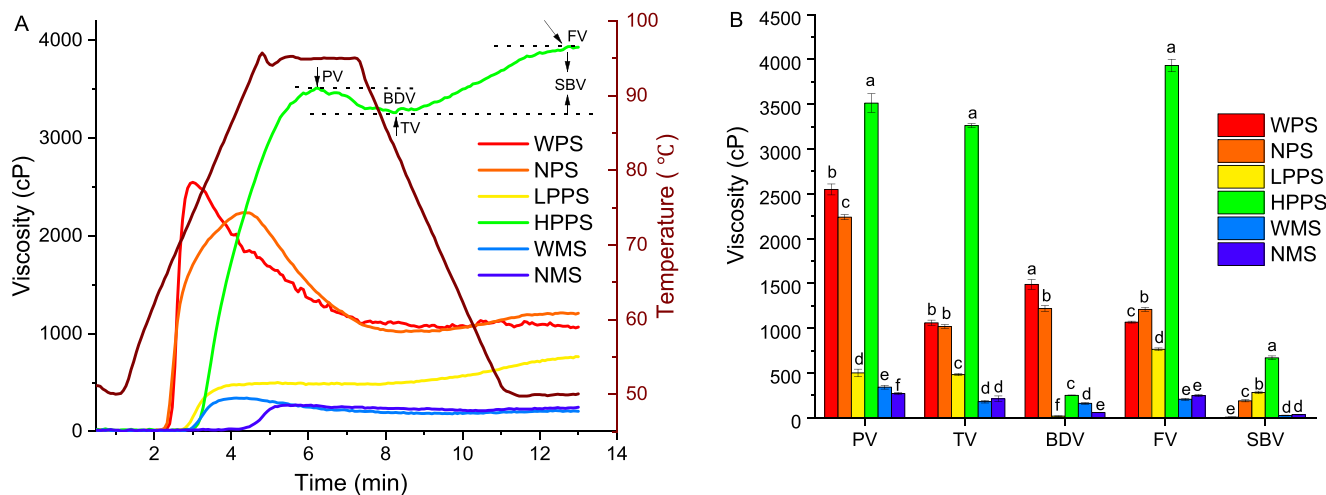 A
Viscosity (cP)
4000
3000
2000
1000
0
2
4
6
8
10
12
14
Time (min)
100
90
80
70
60
50
Temperature (℃)
PV
BDV
TV
FV
SBV
WPS
NPS
LPPS
HPPS
WMS
NMS
B
Viscosity (cP)
4500
4000
3500
3000
2500
2000
1500
1000
500
0
b
c
d
a
e
f
b
b
c
a
d
d
a
b
f
c
d
e
c
b
d
a
e
e
e
c
b
a
d
d
PV
TV
BDV
FV
SBV
WPS
NPS
LPPS
HPPS
WMS
NMS